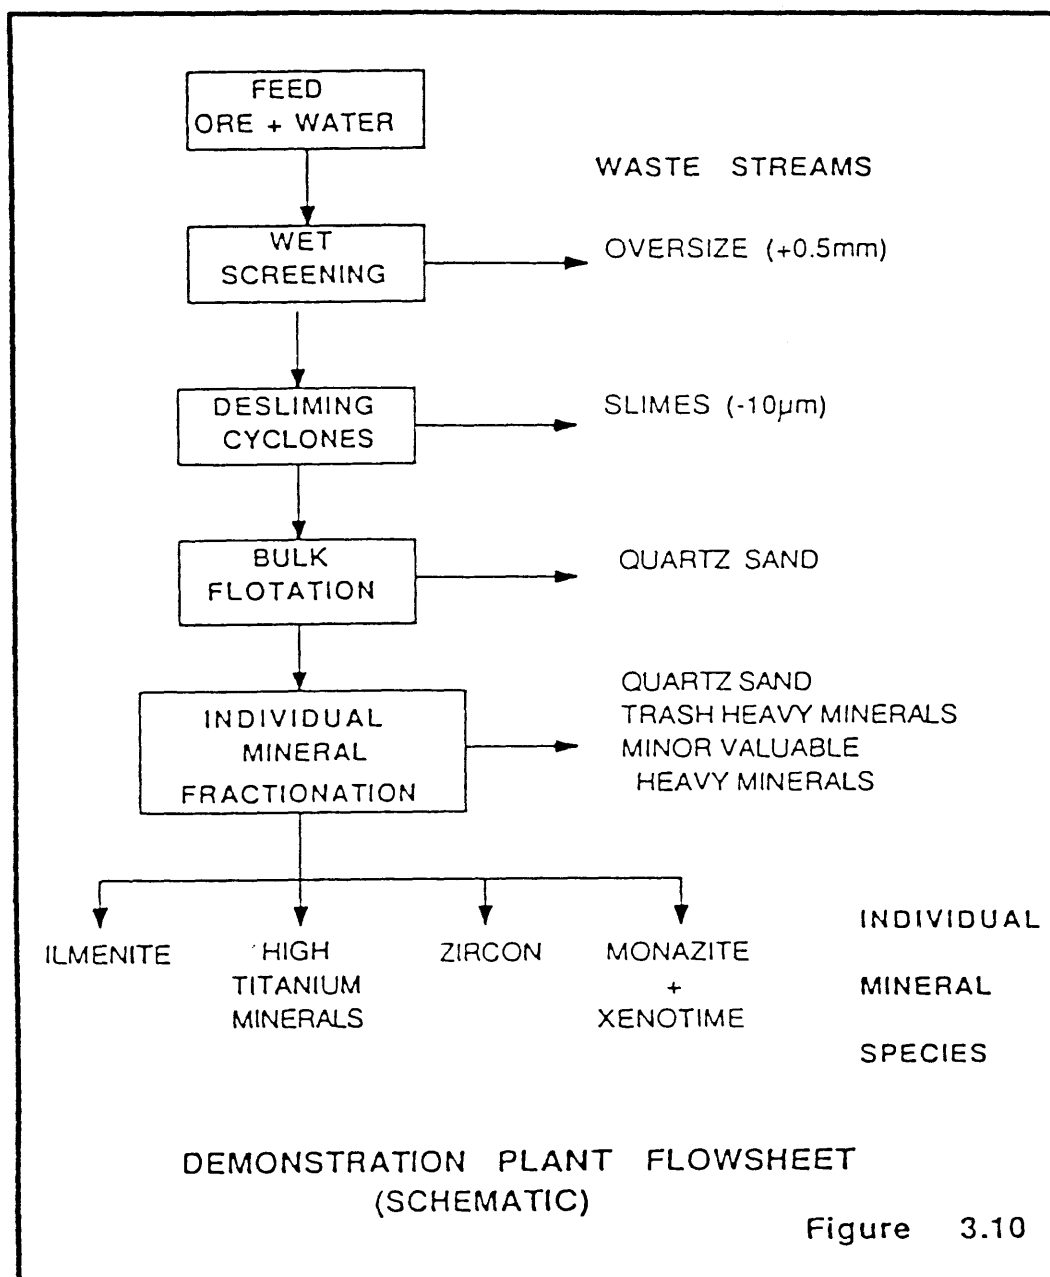 FEED
ORE + WATER
WASTE STREAMS
WET
SCREENING
OVERSIZE (+0.5mm)
DESLIMING
CYCLONES
SLIMES (-10µm)
BULK
FLOTATION
QUARTZ SAND
INDIVIDUAL
MINERAL
FRACTIONATION
QUARTZ SAND
TRASH HEAVY MINERALS
MINOR VALUABLE
HEAVY MINERALS
ILMENITE
HIGH
TITANIUM
MINERALS
ZIRCON
MONAZITE
+
XENOTIME
INDIVIDUAL
MINERAL
SPECIES
DEMONSTRATION PLANT FLOWSHEET
(SCHEMATIC)
Figure 3.10